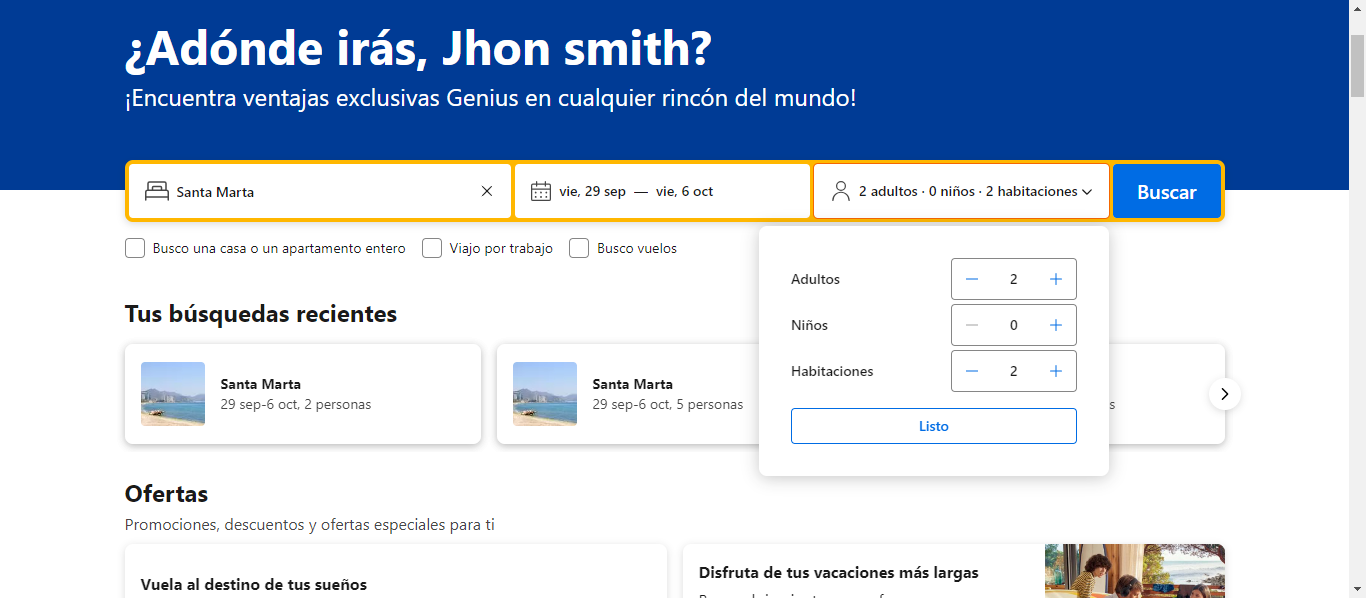 ¿Adónde irás, Jhon smith?
¡Encuentra ventajas exclusivas Genius en cualquier rincón del mundo!
Santa Marta
vie, 29 sep — vie, 6 oct
2 adultos · 0 niños · 2 habitaciones
Buscar
Busco una casa o un apartamento entero
Viajo por trabajo
Busco vuelos
Adultos
2
Niños
0
Habitaciones
2
Listo
Tus búsquedas recientes
Santa Marta
29 sep-6 oct, 2 personas
Santa Marta
29 sep-6 oct, 5 personas
Ofertas
Promociones, descuentos y ofertas especiales para ti
Vuela al destino de tus sueños
Disfruta de tus vacaciones más largas